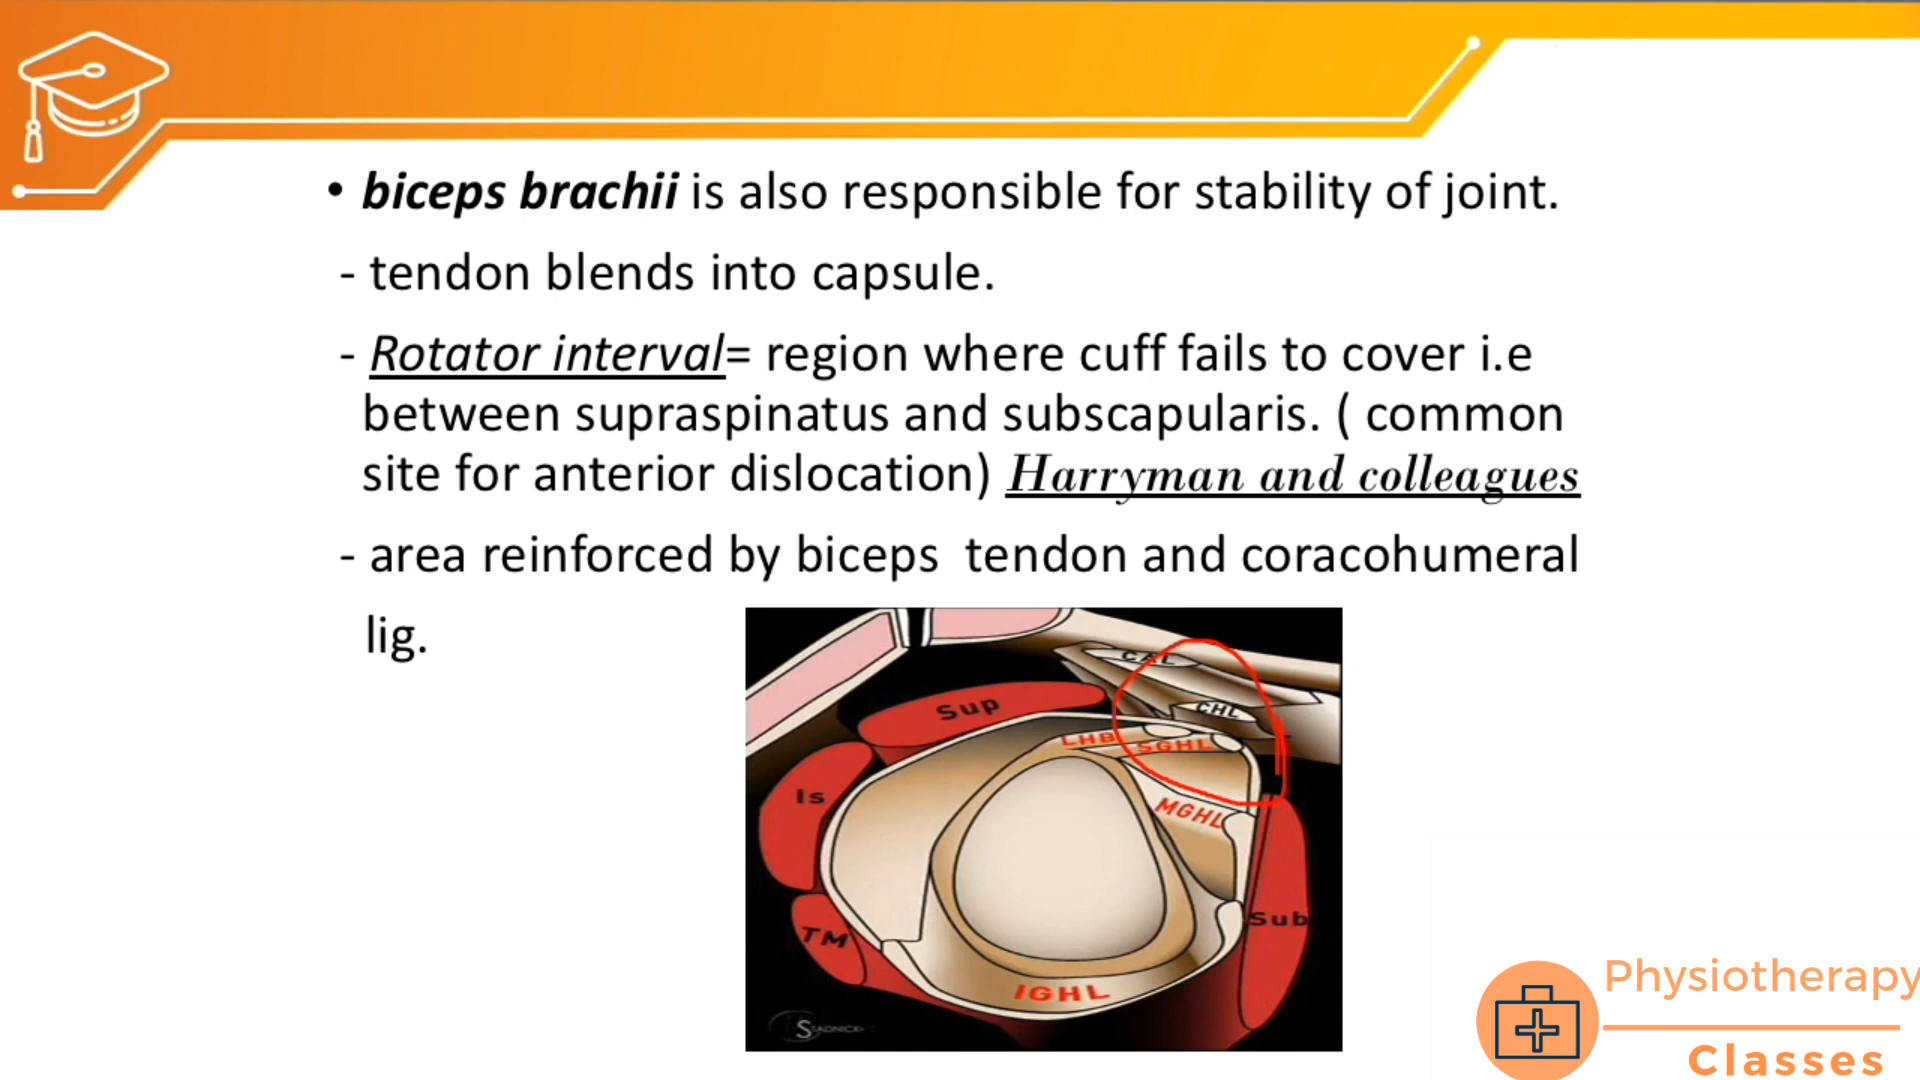 • biceps brachii is also responsible for stability of joint.
- tendon blends into capsule.
- Rotator interval= region where cuff fails to cover i.e
between supraspinatus and subscapularis. ( common
site for anterior dislocation) Harryman and colleagues
- area reinforced by biceps tendon and coracohumeral
lig.
CAL
Sup
CHL
LHB
SGHL
Is
MGHL
Sub
TM
IGHL
STADNICK
Physiotherapy
Classes